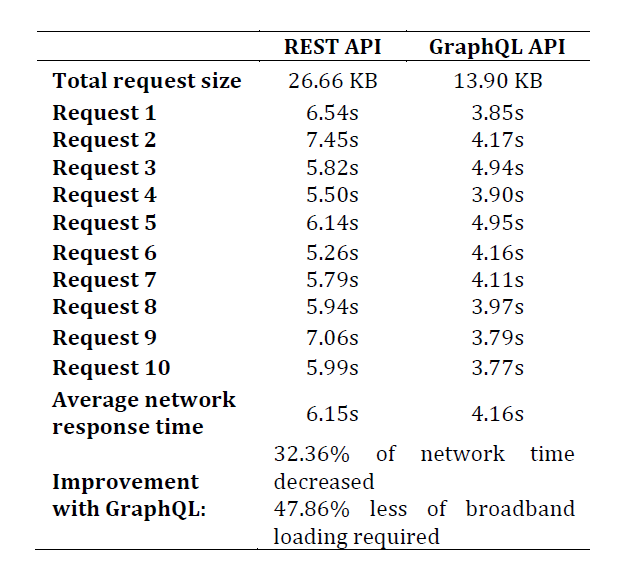 REST API GraphQL API
Total request size 26.66 KB 13.90 KB
Request 1 6.54s 3.85s
Request 2 7.45s 4.17s
Request 3 5.82s 4.94s
Request 4 5.50s 3.90s
Request 5 6.14s 4.95s
Request 6 5.26s 4.16s
Request 7 5.79s 4.11s
Request 8 5.94s 3.97s
Request 9 7.06s 3.79s
Request 10 5.99s 3.77s
Average network
response time 6.15s 4.16s
Improvement
with GraphQL:
32.36% of network time
decreased
47.86% less of broadband
loading required